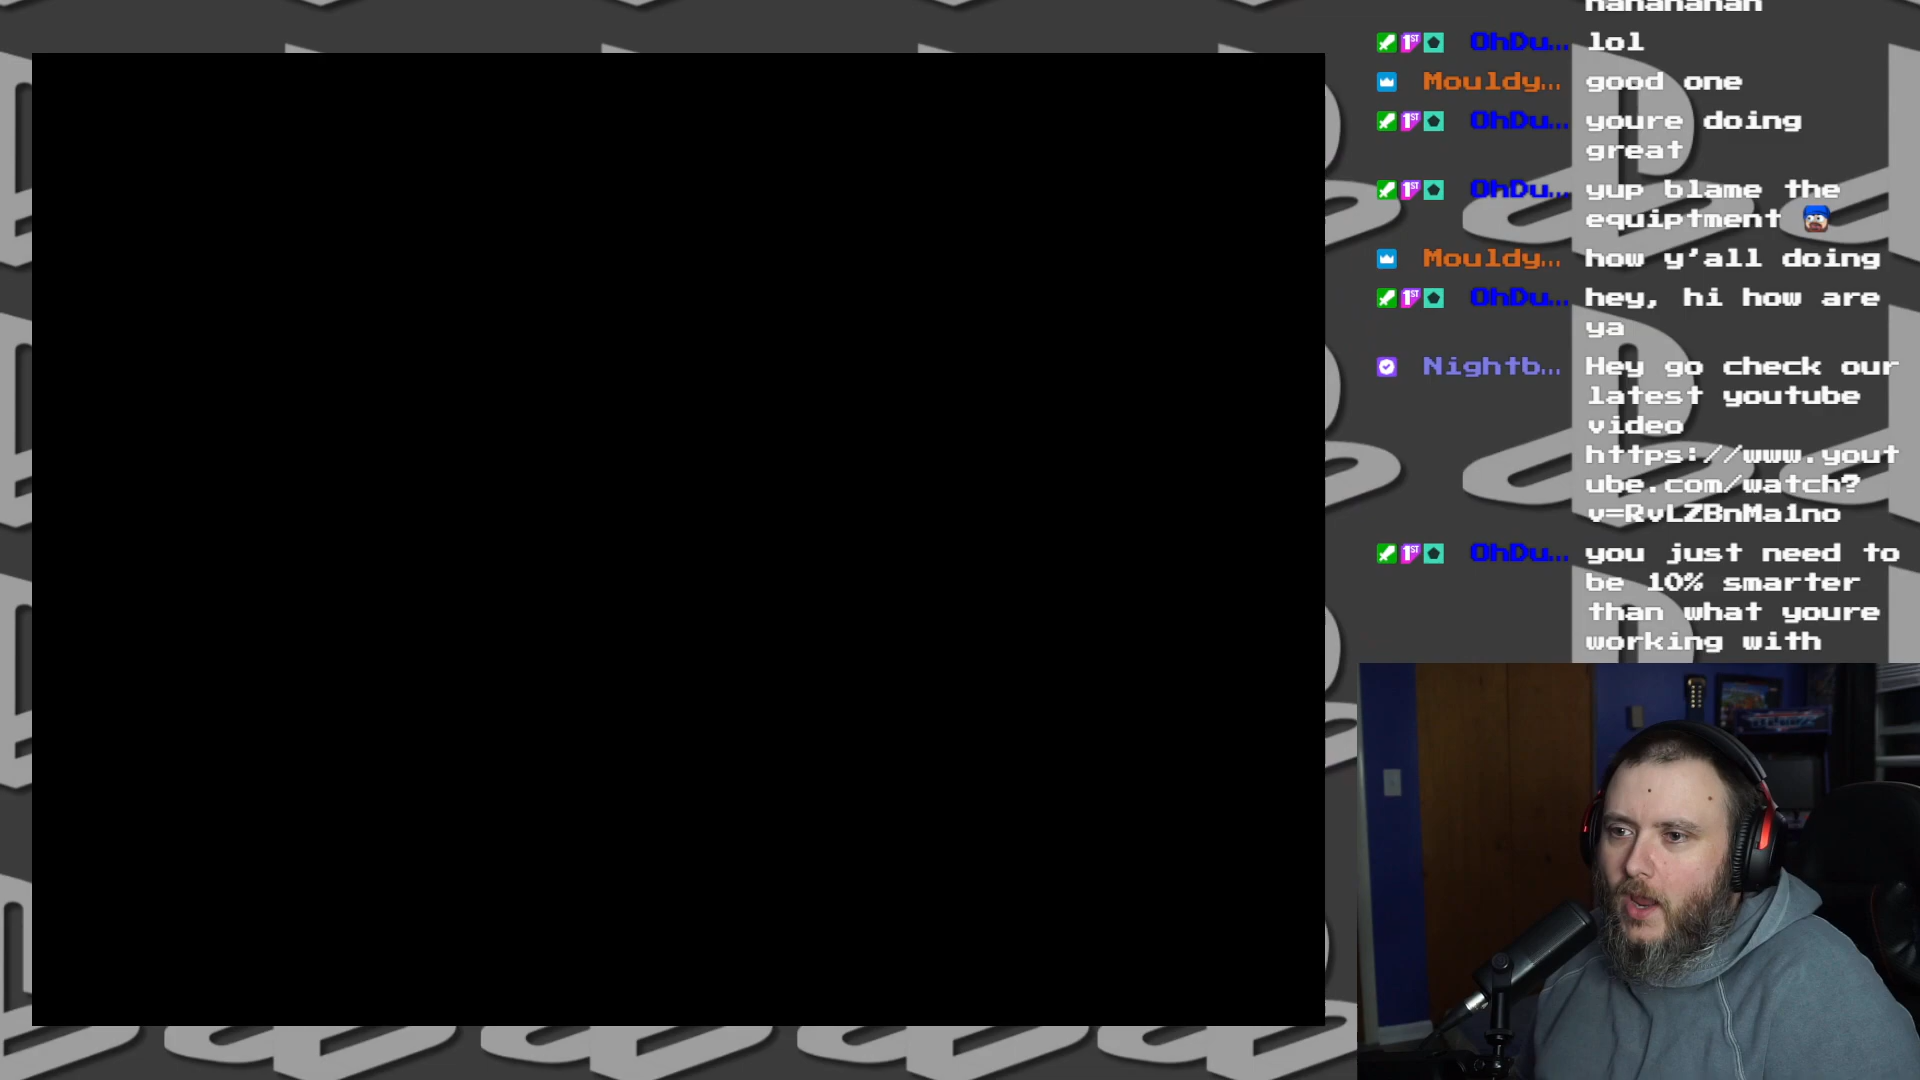 OhDu... lol
Mouldy... good one
OhDu... youre doing
great
OhDu... yup blame the
equiptment
Mouldy... how y'all doing
OhDu... hey, hi how are
ya
Nightb... Hey go check our
latest youtube
video
https://www.yout
ube.com/watch?
v=RvLZBnMa1no
OhDu... you just need to
be 10% smarter
than what youre
working with